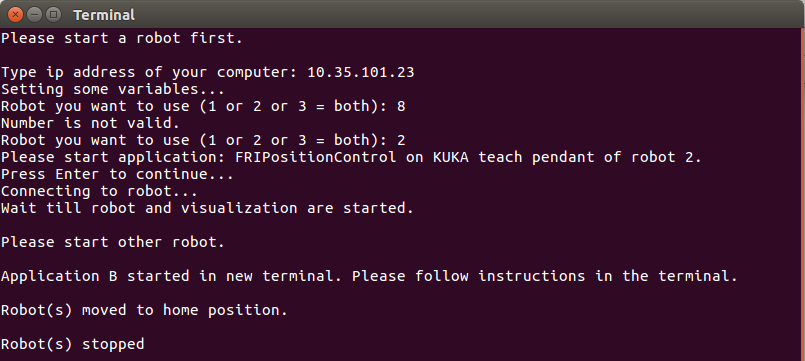 Terminal
Please start a robot first.
Type ip address of your computer: 10.35.101.23
Setting some variables...
Robot you want to use (1 or 2 or 3 = both): 8
Number is not valid.
Robot you want to use (1 or 2 or 3 = both): 2
Please start application: FRIPositionControl on KUKA teach pendant of robot 2.
Press Enter to continue...
Connecting to robot...
Wait till robot and visualization are started.
Please start other robot.
Application B started in new terminal. Please follow instructions in the terminal.
Robot(s) moved to home position.
Robot(s) stopped